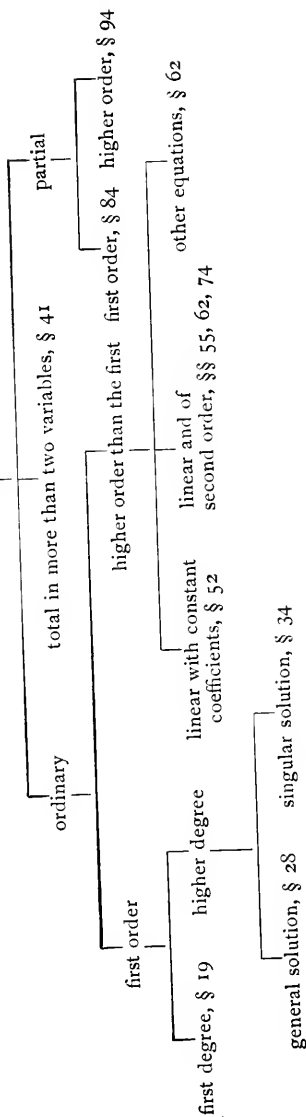 ordinary
total in more than two variables, § 41
partial
first order
higher order than the first
first order, § 84
higher order, § 94
first degree, § 19
higher degree
linear with constant
coefficients, § 52
linear and of
second order, §§ 55, 62, 74
other equations, § 62
general solution, § 28
singular solution, § 34